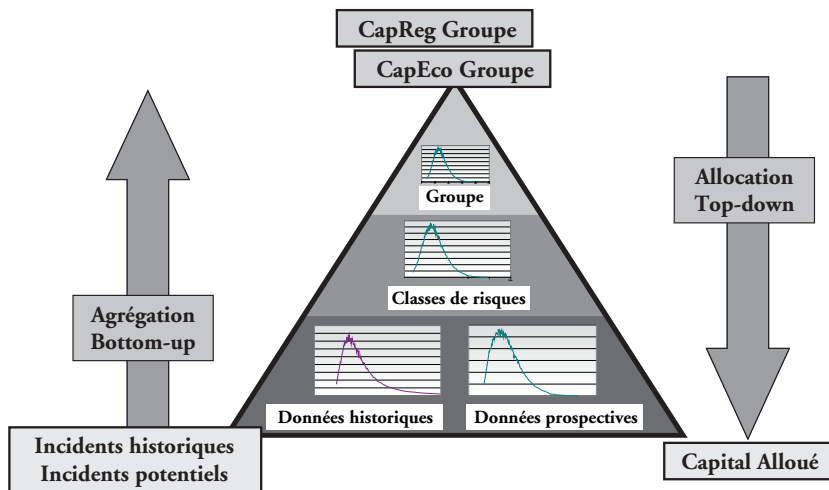 CapReg Groupe
CapEco Groupe
Groupe
Allocation
Top-down
Classes de risques
Agrégation
Bottom-up
Données historiques
Données prospectives
Incidents historiques
Incidents potentiels
Capital Alloué